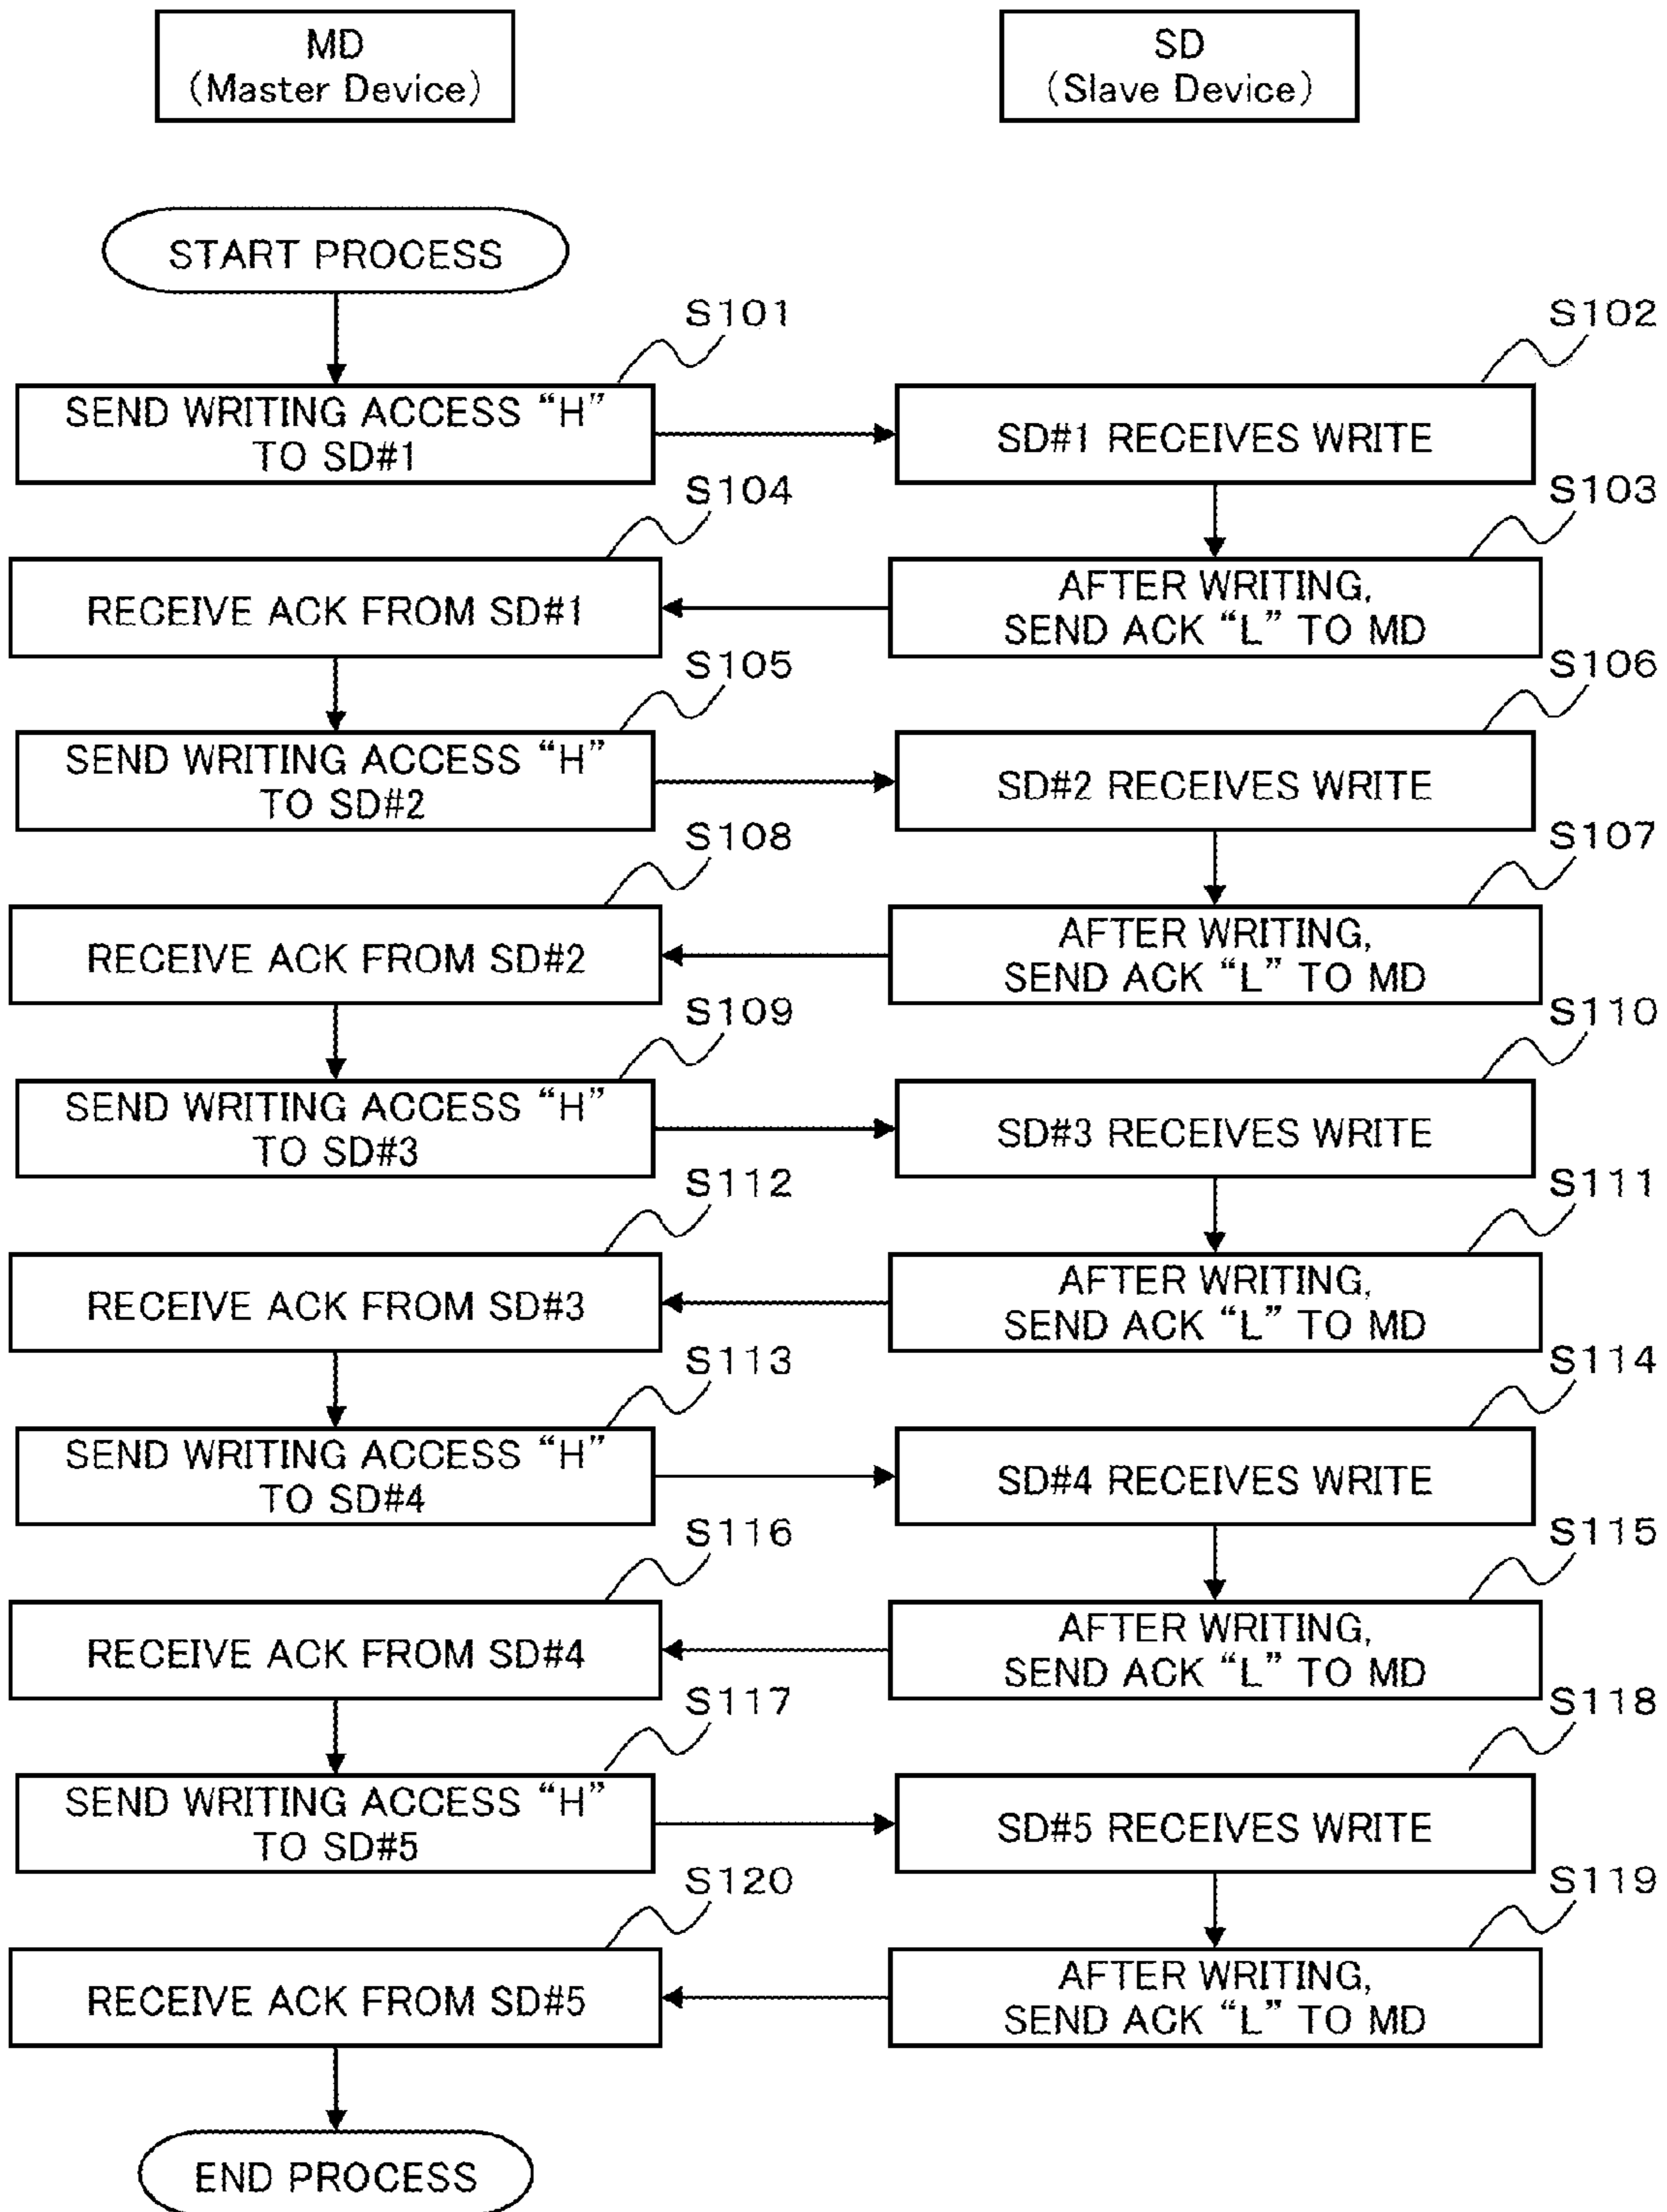 MD
(Master Device)
SD
(Slave Device)
START PROCESS
S101
S102
SEND WRITING ACCESS “H”
TO SD#1
SD#1 RECEIVES WRITE
S104
S103
RECEIVE ACK FROM SD#1
AFTER WRITING,
SEND ACK “L” TO MD
S105
S106
SEND WRITING ACCESS “H”
TO SD#2
SD#2 RECEIVES WRITE
S108
S107
RECEIVE ACK FROM SD#2
AFTER WRITING,
SEND ACK “L” TO MD
S109
S110
SEND WRITING ACCESS “H”
TO SD#3
SD#3 RECEIVES WRITE
S112
S111
RECEIVE ACK FROM SD#3
AFTER WRITING,
SEND ACK “L” TO MD
S113
S114
SEND WRITING ACCESS “H”
TO SD#4
SD#4 RECEIVES WRITE
S116
S115
RECEIVE ACK FROM SD#4
AFTER WRITING,
SEND ACK “L” TO MD
S117
S118
SEND WRITING ACCESS “H”
TO SD#5
SD#5 RECEIVES WRITE
S120
S119
RECEIVE ACK FROM SD#5
AFTER WRITING,
SEND ACK “L” TO MD
END PROCESS